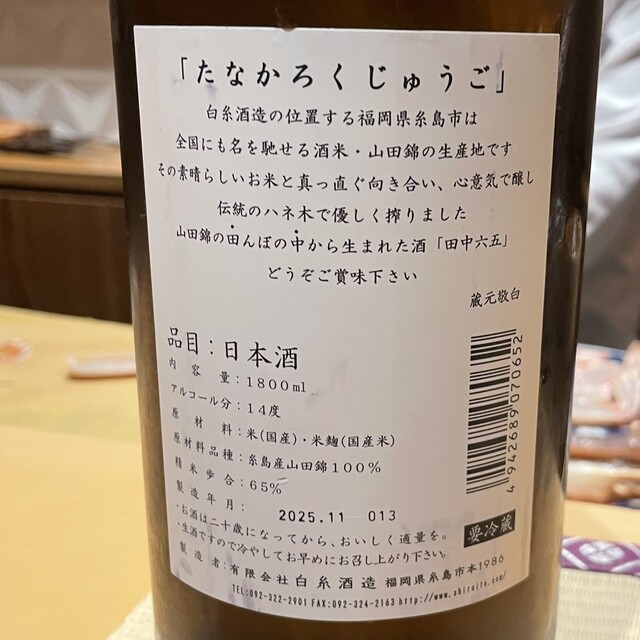 「たなかろくじゅうご」
白糸酒造の位置する福岡県糸島市は
全国にも名を馳せる酒米・山田錦の生産地です
その素晴らしいお米と真っ直ぐ向き合い、心意気で醸し
伝統のハネ木で優しく搾りました
山田錦の田んぼの中から生まれた酒「田中六五」
どうぞご賞味下さい
蔵元敬白
品目：日本酒
内容量：1800ml
アルコール分：14度
原材料：米(国産)・米麹(国産米)
原材料品種：糸島産山田錦100%
精米歩合：65%
製造年月：
2025.11 013
・お酒は二十歳になってから、おいしく適量を。
・生酒ですので冷やしてお早めにお召し上がり下さい。
要冷蔵
製造者：有限会社白糸酒造 福岡県糸島市本1986
TEL:092-322-2901 FAX:092-324-2163 http://www.shiraito.com/
4942689070652